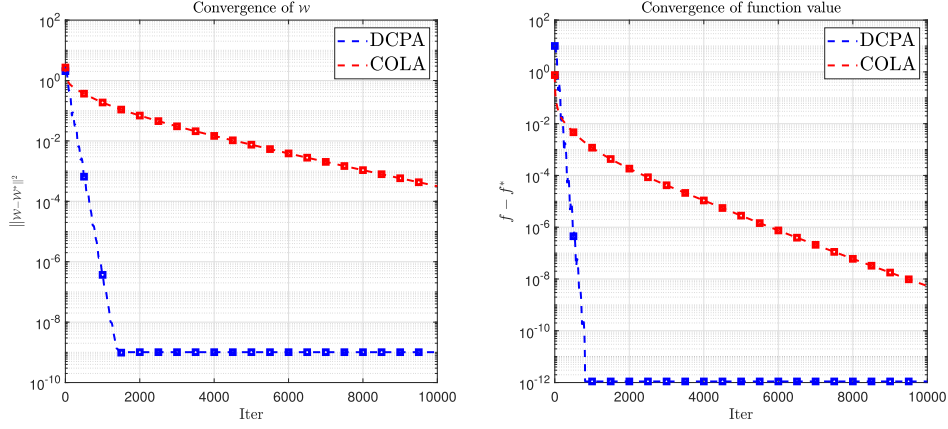 Convergence of 𝒲
10^2
10^0
10^-2
10^-4
10^-6
10^-8
10^-10
‖𝒲−𝒲*‖^2
DCPA
COLA
0 2000 4000 6000 8000 10000
Iter
Convergence of function value
10^2
10^0
10^-2
10^-4
10^-6
10^-8
10^-10
10^-12
f − f*
DCPA
COLA
0 2000 4000 6000 8000 10000
Iter